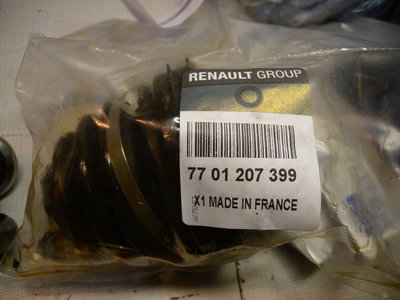 RENAULT GROUP
77 01 207 399
X1 MADE IN FRANCE